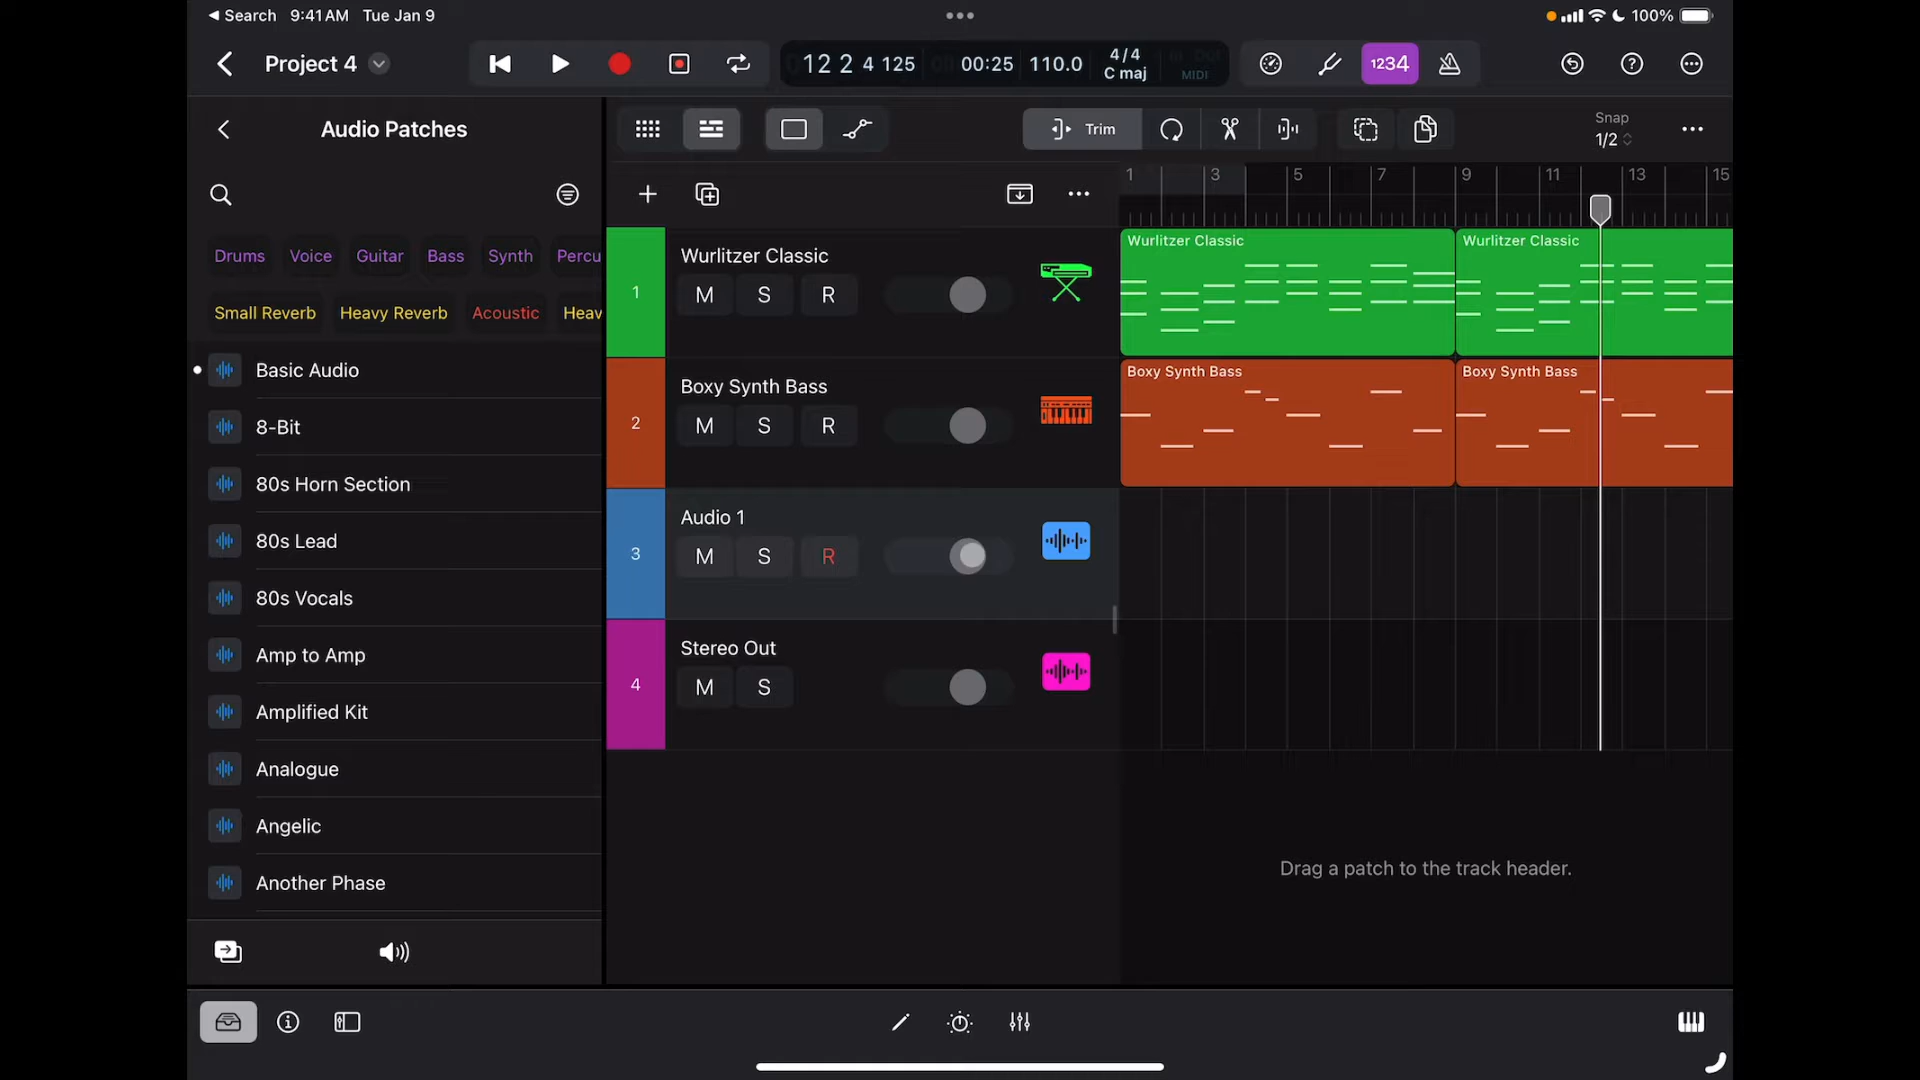 ◀ Search 9:41 AM Tue Jan 9
100%
Project 4
12 2 4 125
00:25
110.0
4/4
C maj
MIDI
1234
Audio Patches
Trim
Snap
1/2
1 3 5 7 9 11 13 15
Drums Voice Guitar Bass Synth Percu
Small Reverb Heavy Reverb Acoustic Heav
Basic Audio
8-Bit
80s Horn Section
80s Lead
80s Vocals
Amp to Amp
Amplified Kit
Analogue
Angelic
Another Phase
1
Wurlitzer Classic
M S R
Wurlitzer Classic
Wurlitzer Classic
2
Boxy Synth Bass
M S R
Boxy Synth Bass
Boxy Synth Bass
3
Audio 1
M S R
4
Stereo Out
M S
Drag a patch to the track header.